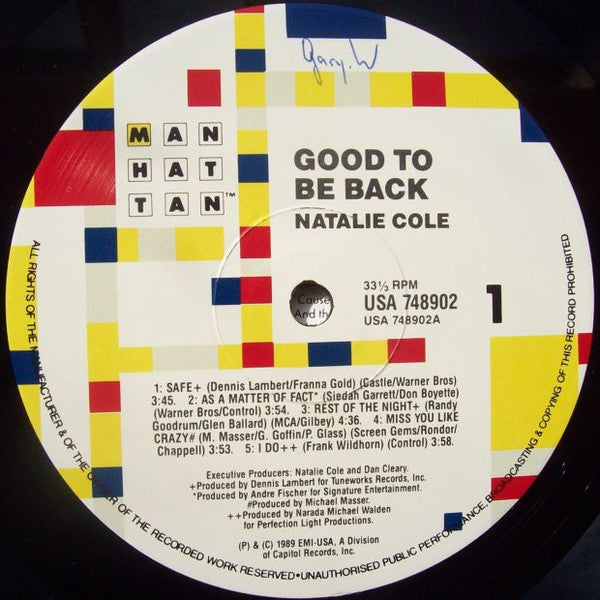 Gary. W
MAN
HAT
TAN™
GOOD TO
BE BACK
NATALIE COLE
33⅓ RPM
USA 748902
USA 748902A
1
'Cause
And th
1: SAFE+ (Dennis Lambert/Franna Gold) (Castle/Warner Bros)
3:45. 2: AS A MATTER OF FACT* (Siedah Garrett/Don Boyette)
(Warner Bros/Control) 3:54. 3: REST OF THE NIGHT+ (Randy
Goodrum/Glen Ballard) (MCA/Gilbey) 4:36. 4: MISS YOU LIKE
CRAZY# (M. Masser/G. Goffin/P. Glass) (Screen Gems/Rondor/
Chappell) 3:53. 5: I DO++ (Frank Wildhorn) (Control) 3:58.
Executive Producers: Natalie Cole and Dan Cleary.
+Produced by Dennis Lambert for Tuneworks Records, Inc.
*Produced by Andre Fischer for Signature Entertainment.
#Produced by Michael Masser.
++Produced by Narada Michael Walden
for Perfection Light Productions.
(P) & (C) 1989 EMI-USA, A Division
of Capitol Records, Inc.
ALL RIGHTS OF THE MANUFACTURER & OF THE OWNER OF THE RECORDED WORK RESERVED•UNAUTHORISED PUBLIC PERFORMANCE, BROADCASTING & COPYING OF THIS RECORD PROHIBITED